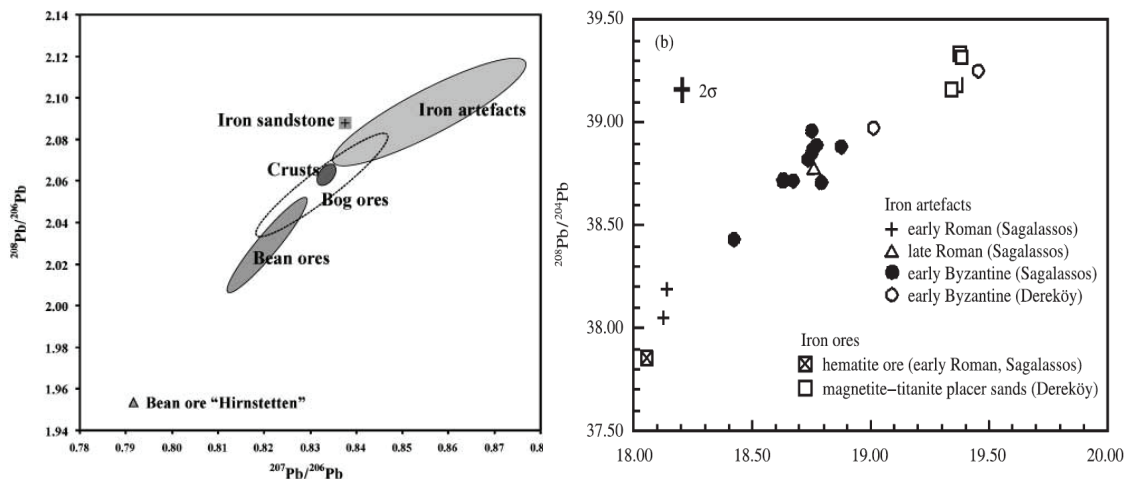 2.14
2.12
2.10
2.08
2.06
2.04
2.02
2.00
1.98
1.96
1.94
²⁰⁸Pb/²⁰⁶Pb
Iron sandstone
Iron artefacts
Crusts
Bog ores
Bean ores
Bean ore "Hirnstetten"
0.78 0.79 0.80 0.81 0.82 0.83 0.84 0.85 0.86 0.87 0.8
²⁰⁷Pb/²⁰⁶Pb
39.50
39.00
38.50
38.00
37.50
²⁰⁸Pb/²⁰⁴Pb
(b)
2σ
Iron artefacts
early Roman (Sagalassos)
late Roman (Sagalassos)
early Byzantine (Sagalassos)
early Byzantine (Dereköy)
Iron ores
hematite ore (early Roman, Sagalassos)
magnetite–titanite placer sands (Dereköy)
18.00 18.50 19.00 19.50 20.00